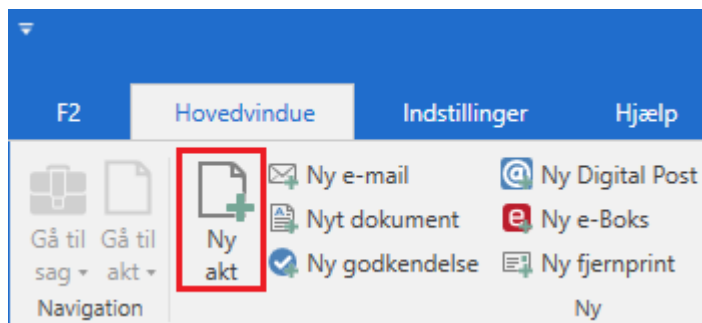 F2 Hovedvindue Indstillinger Hjælp
Gå til sag
Gå til akt
Navigation
Ny akt
Ny e-mail
Nyt dokument
Ny godkendelse
Ny Digital Post
Ny e-Boks
Ny fjernprint
Ny